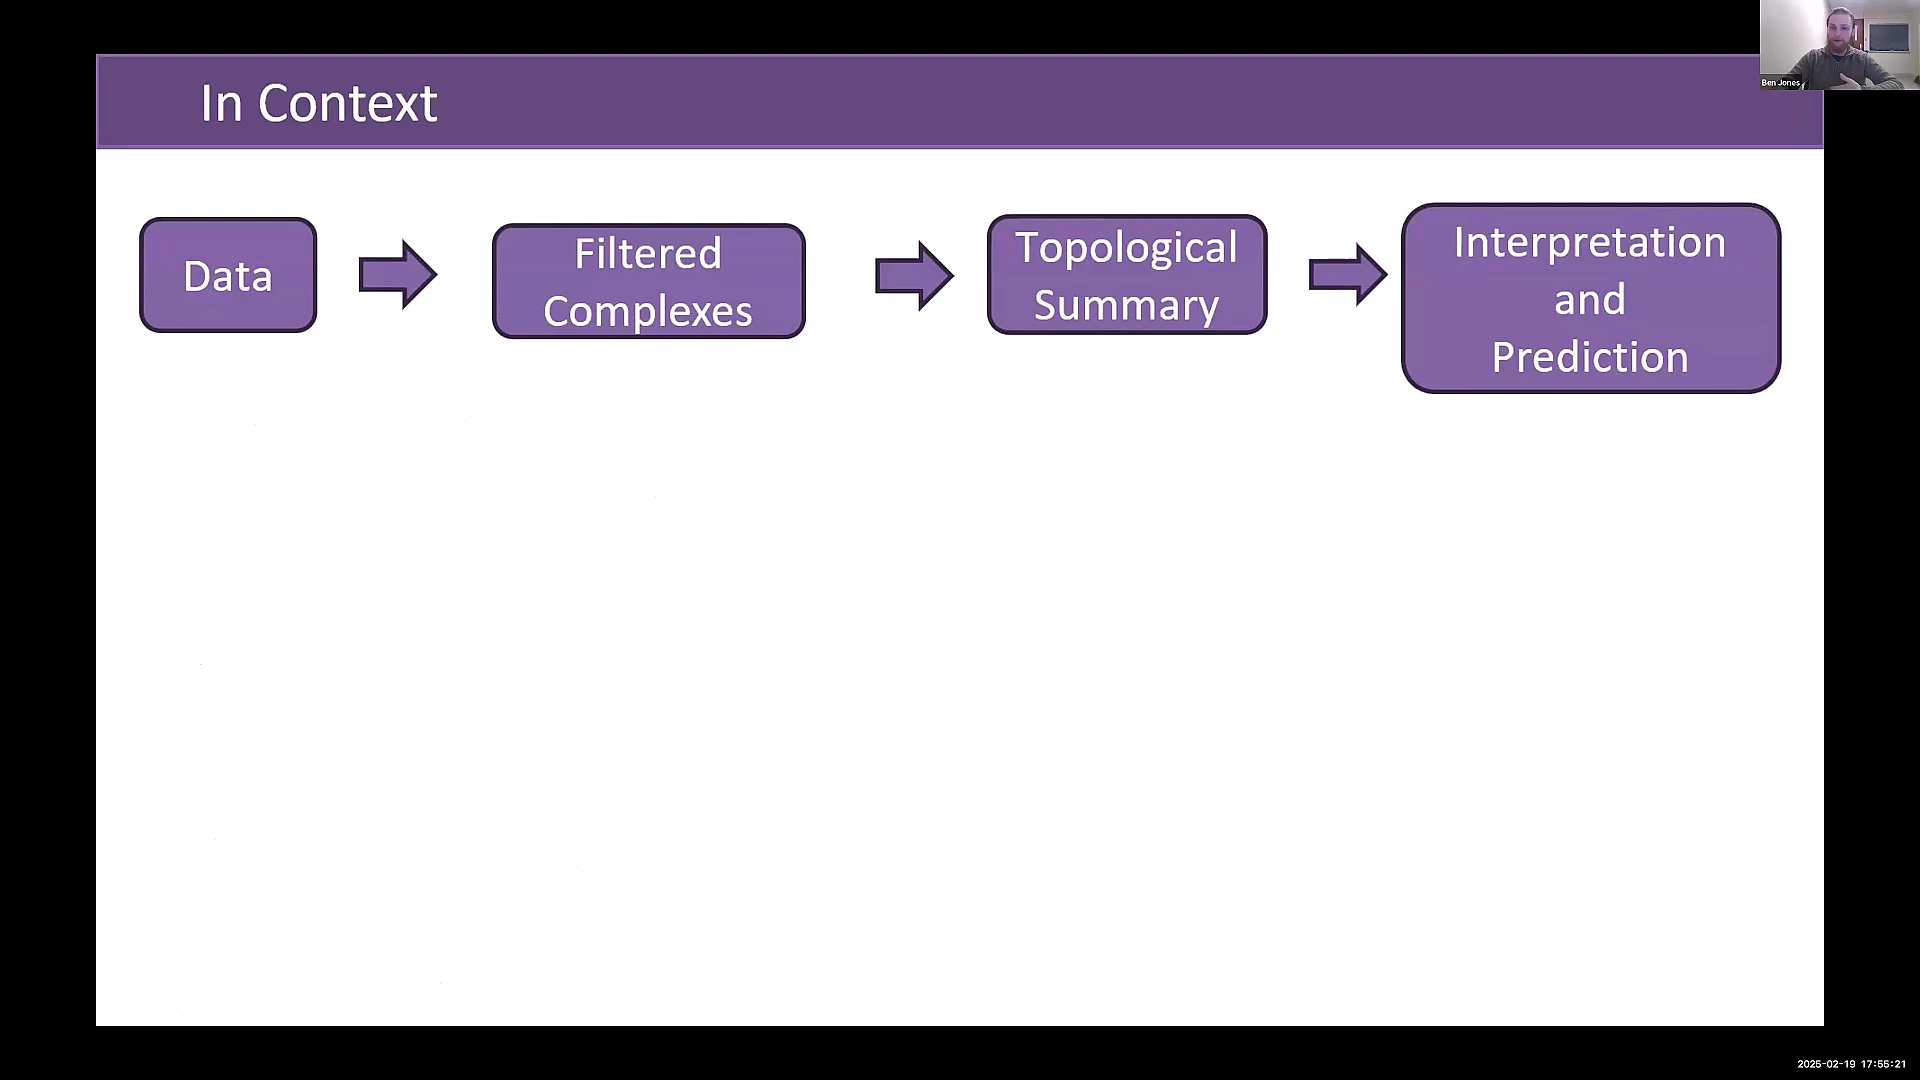 Ben Jones
In Context
Data
Filtered
Complexes
Topological
Summary
Interpretation
and
Prediction
2025-02-19 17:55:21